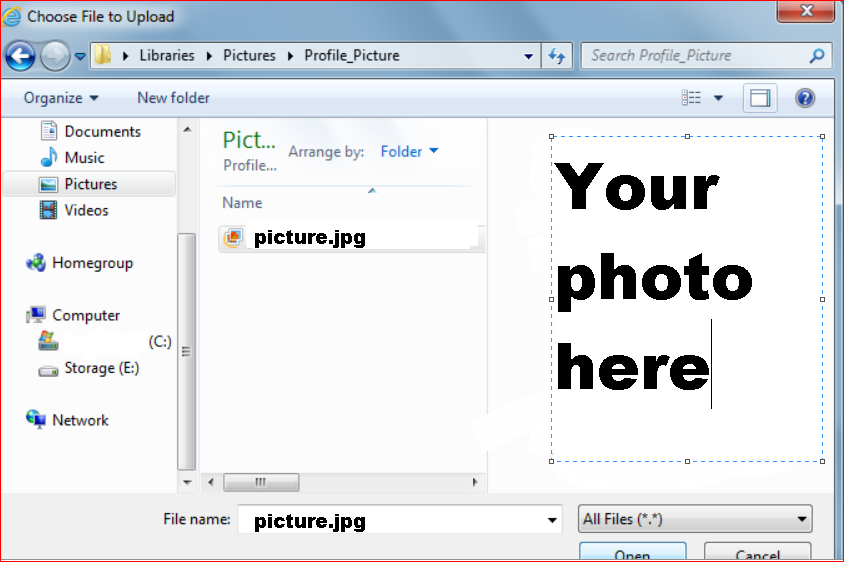 Choose File to Upload
Libraries Pictures Profile_Picture
Search Profile_Picture
Organize
New folder
Documents
Music
Pictures
Videos
Homegroup
Computer
(C:)
Storage (E:)
Network
Pict...
Profile...
Arrange by: Folder
Name
picture.jpg
Your
photo
here
File name: picture.jpg
All Files (*.*)
Open
Cancel